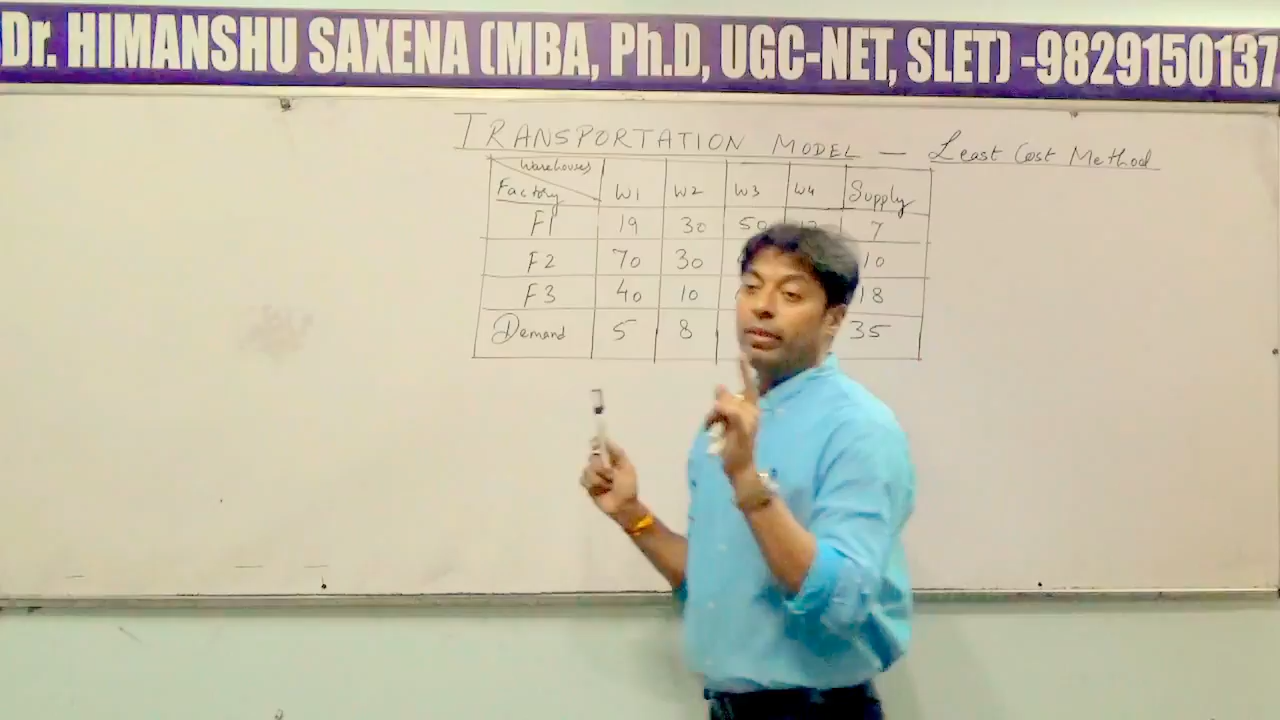 Dr. HIMANSHU SAXENA (MBA, Ph.D, UGC-NET, SLET) -9829150137
TRANSPORTATION MODEL — Least Cost Method
Warehouses
Factory W1 W2 W3 W4 Supply
F1 19 30 50 7
F2 70 30 10
F3 40 10 18
Demand 5 8 35